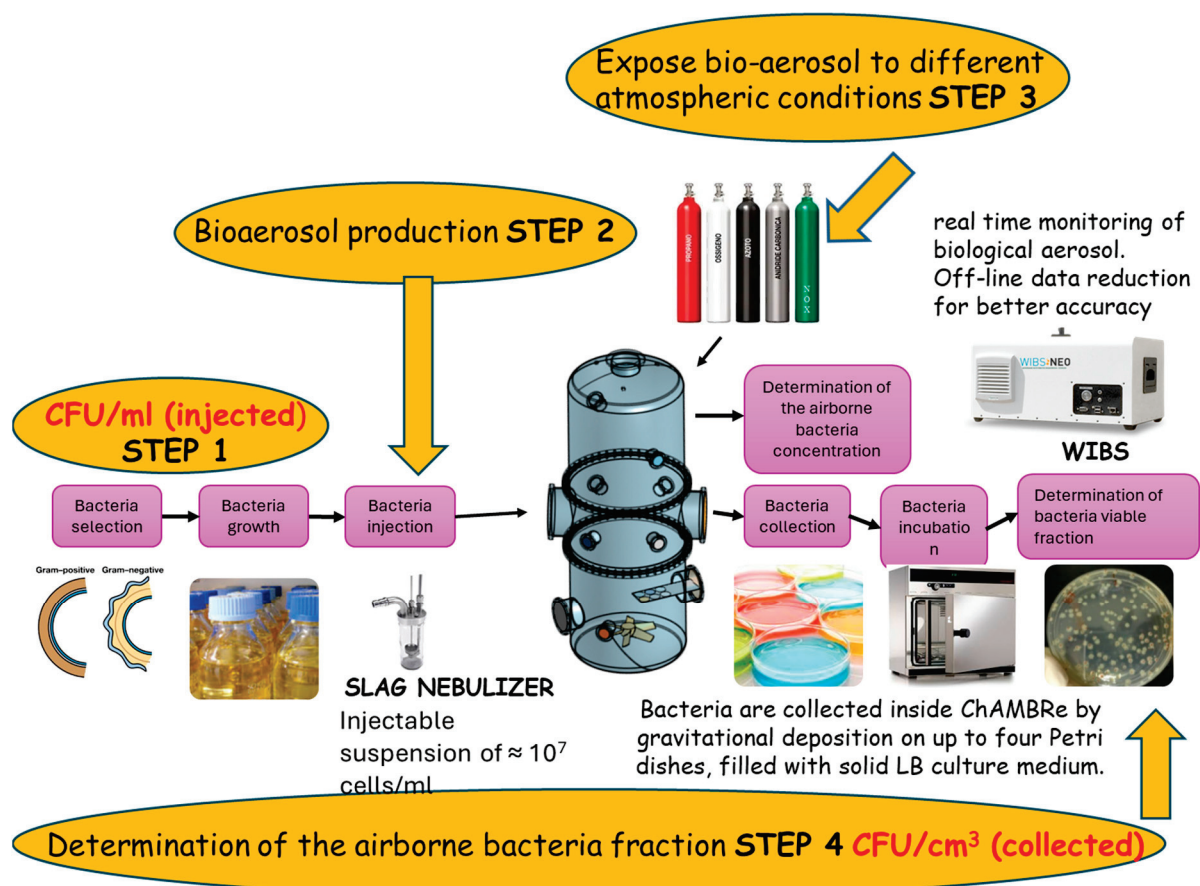 Expose bio-aerosol to different
atmospheric conditions STEP 3
Bioaerosol production STEP 2
PROPANO
OSSIGENO
AZOTO
ANIDRIDE CARBONICA
NOX
real time monitoring of
biological aerosol.
Off-line data reduction
for better accuracy
WIBS NEO
WIBS
CFU/ml (injected)
STEP 1
Determination of
the airborne
bacteria
concentration
Bacteria
selection
Bacteria
growth
Bacteria
injection
Bacteria
collection
Bacteria
incubatio
n
Determination of
bacteria viable
fraction
Gram-positive
Gram-negative
SLAG NEBULIZER
Injectable
suspension of ≈ 10⁷
cells/ml
Bacteria are collected inside ChAMBRe by
gravitational deposition on up to four Petri
dishes, filled with solid LB culture medium.
Determination of the airborne bacteria fraction STEP 4 CFU/cm³ (collected)